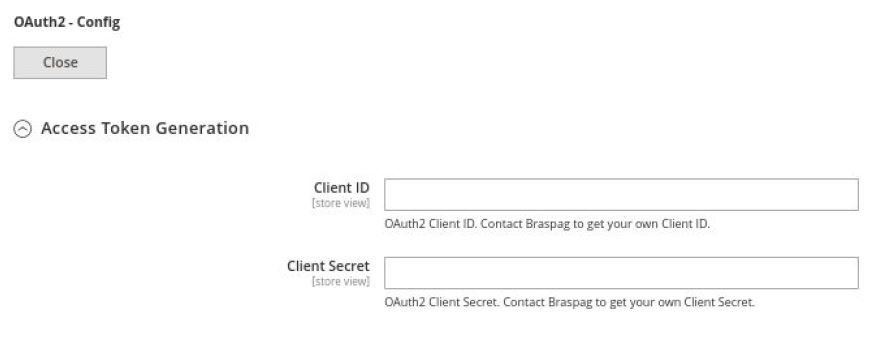 OAuth2 - Config
Close
Access Token Generation
Client ID
[store view]
OAuth2 Client ID. Contact Braspag to get your own Client ID.
Client Secret
[store view]
OAuth2 Client Secret. Contact Braspag to get your own Client Secret.